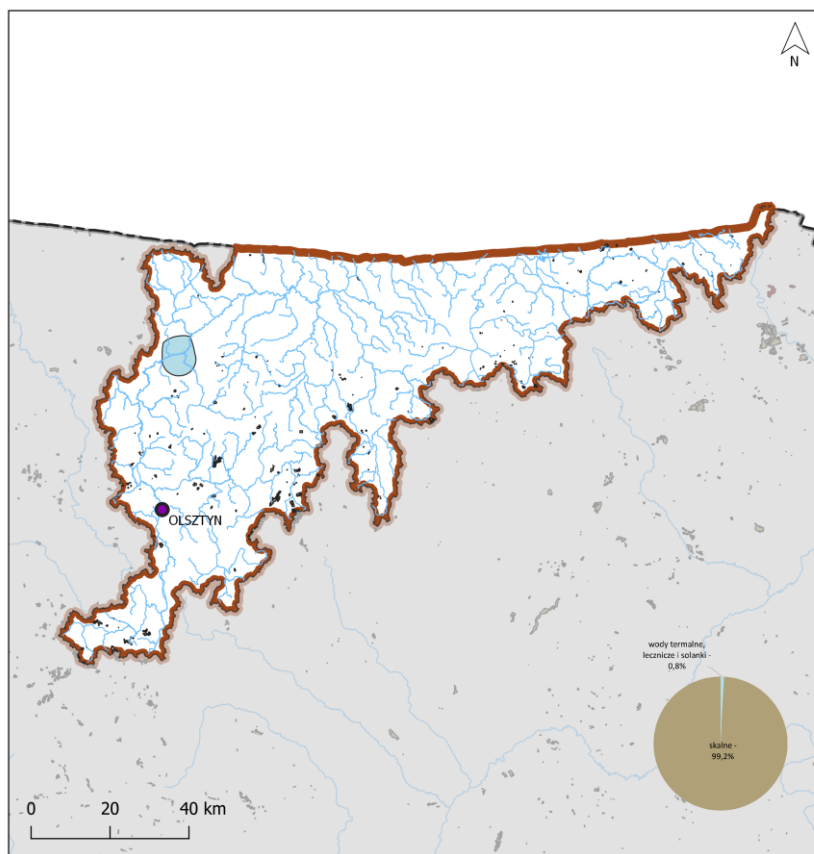 N
OLSZTYN
wody termalne,
lecznicze i solanki -
0,8%
skalne -
99,2%
0 20 40 km